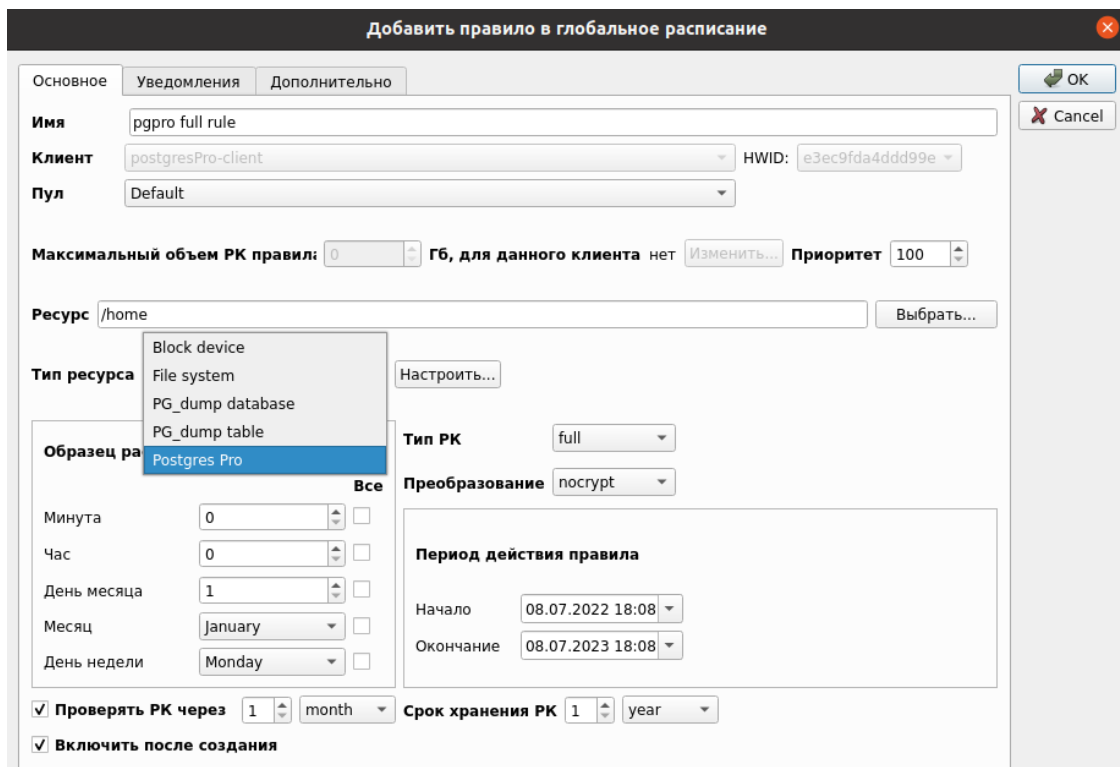 Добавить правило в глобальное расписание
Основное Уведомления Дополнительно
OK
Cancel
Имя pgpro full rule
Клиент postgresPro-client HWID: e3ec9fda4ddd99e
Пул Default
Максимальный объем РК правила 0 Гб, для данного клиента нет Изменить... Приоритет 100
Ресурс /home Выбрать...
Тип ресурса Настроить...
Block device
File system
PG_dump database
PG_dump table
Postgres Pro
Образец ра
Все
Минута 0
Час 0
День месяца 1
Месяц January
День недели Monday
Тип РК full
Преобразование nocrypt
Период действия правила
Начало 08.07.2022 18:08
Окончание 08.07.2023 18:08
Проверять РК через 1 month Срок хранения РК 1 year
Включить после создания